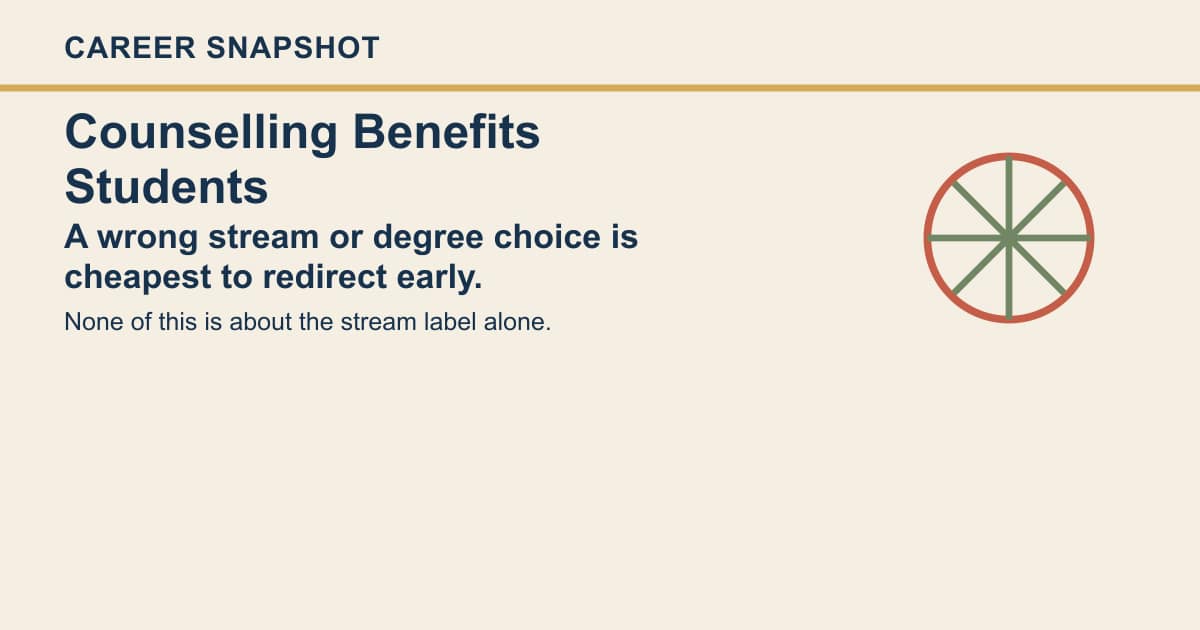 CAREER SNAPSHOT
Counselling Benefits
Students
A wrong stream or degree choice is
cheapest to redirect early.
None of this is about the stream label alone.